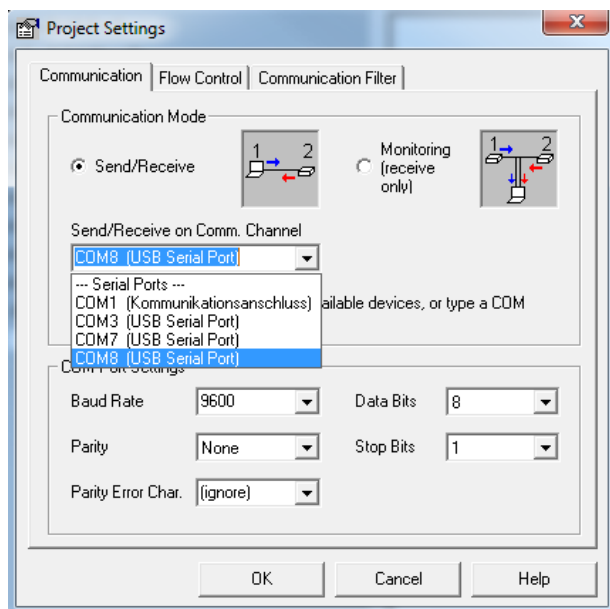 Project Settings
Communication
Flow Control
Communication Filter
Communication Mode
Send/Receive
1 2
Monitoring
(receive
only)
1 2
Send/Receive on Comm. Channel
COM8 (USB Serial Port)
--- Serial Ports ---
COM1 (Kommunikationsanschluss)
COM3 (USB Serial Port)
COM7 (USB Serial Port)
COM8 (USB Serial Port)
ailable devices, or type a COM
COM Port Settings
Baud Rate 9600
Data Bits 8
Parity None
Stop Bits 1
Parity Error Char. (ignore)
OK
Cancel
Help